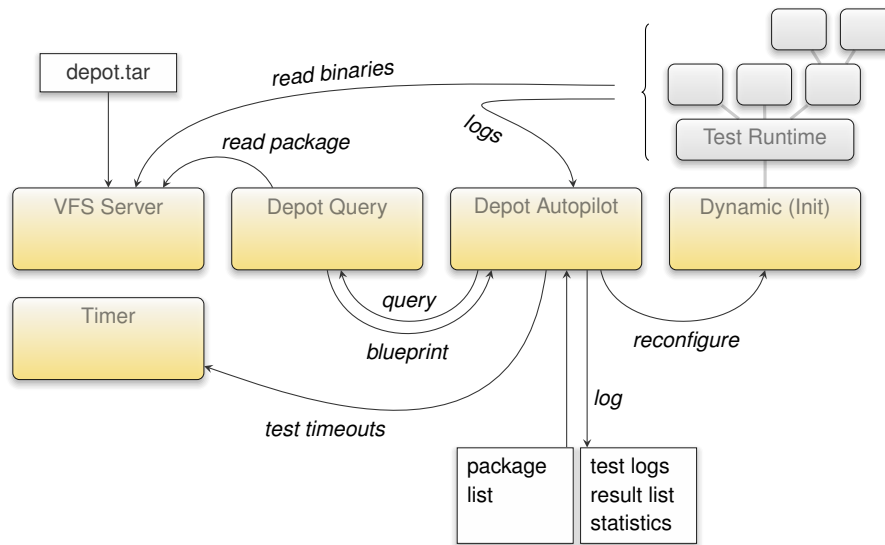 depot.tar
read binaries
logs
Test Runtime
read package
VFS Server
Depot Query
Depot Autopilot
Dynamic (Init)
query
Timer
blueprint
reconfigure
log
test timeouts
package
list
test logs
result list
statistics